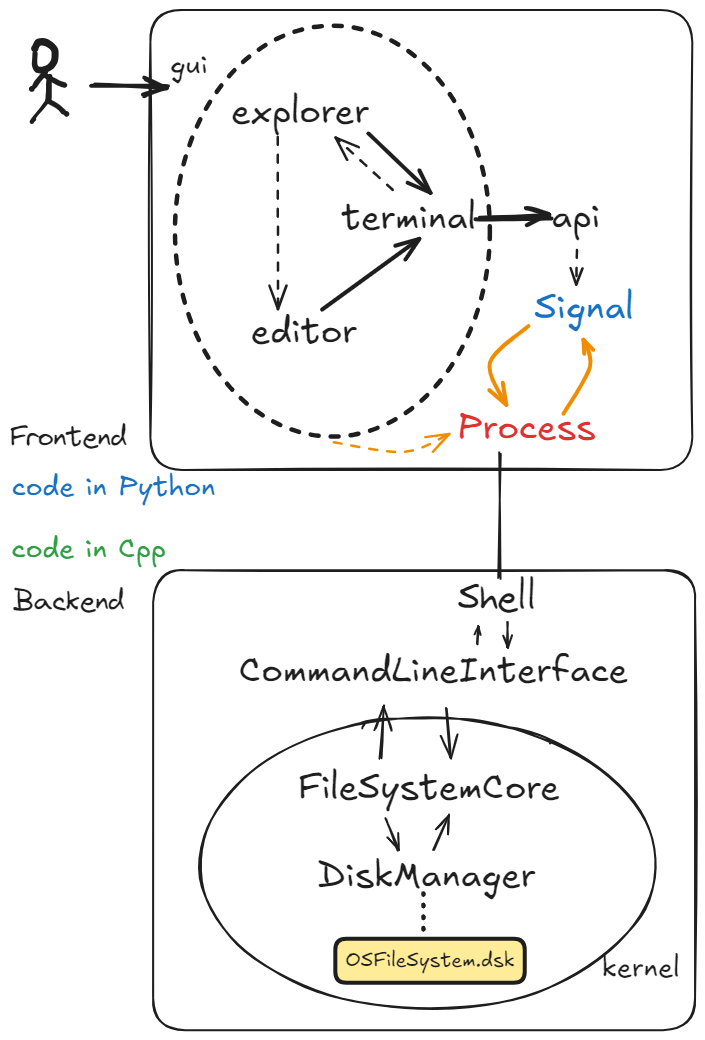 gui
explorer
terminal
api
Signal
editor
Process
Frontend
code in Python
code in Cpp
Backend
Shell
CommandLineInterface
FileSystemCore
DiskManager
OSFileSystem.dsk
kernel